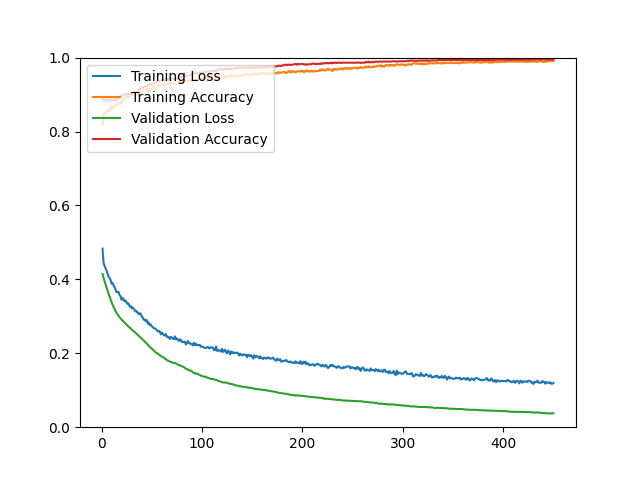 1.0
0.8
0.6
0.4
0.2
0.0
0 100 200 300 400
Training Loss
Training Accuracy
Validation Loss
Validation Accuracy